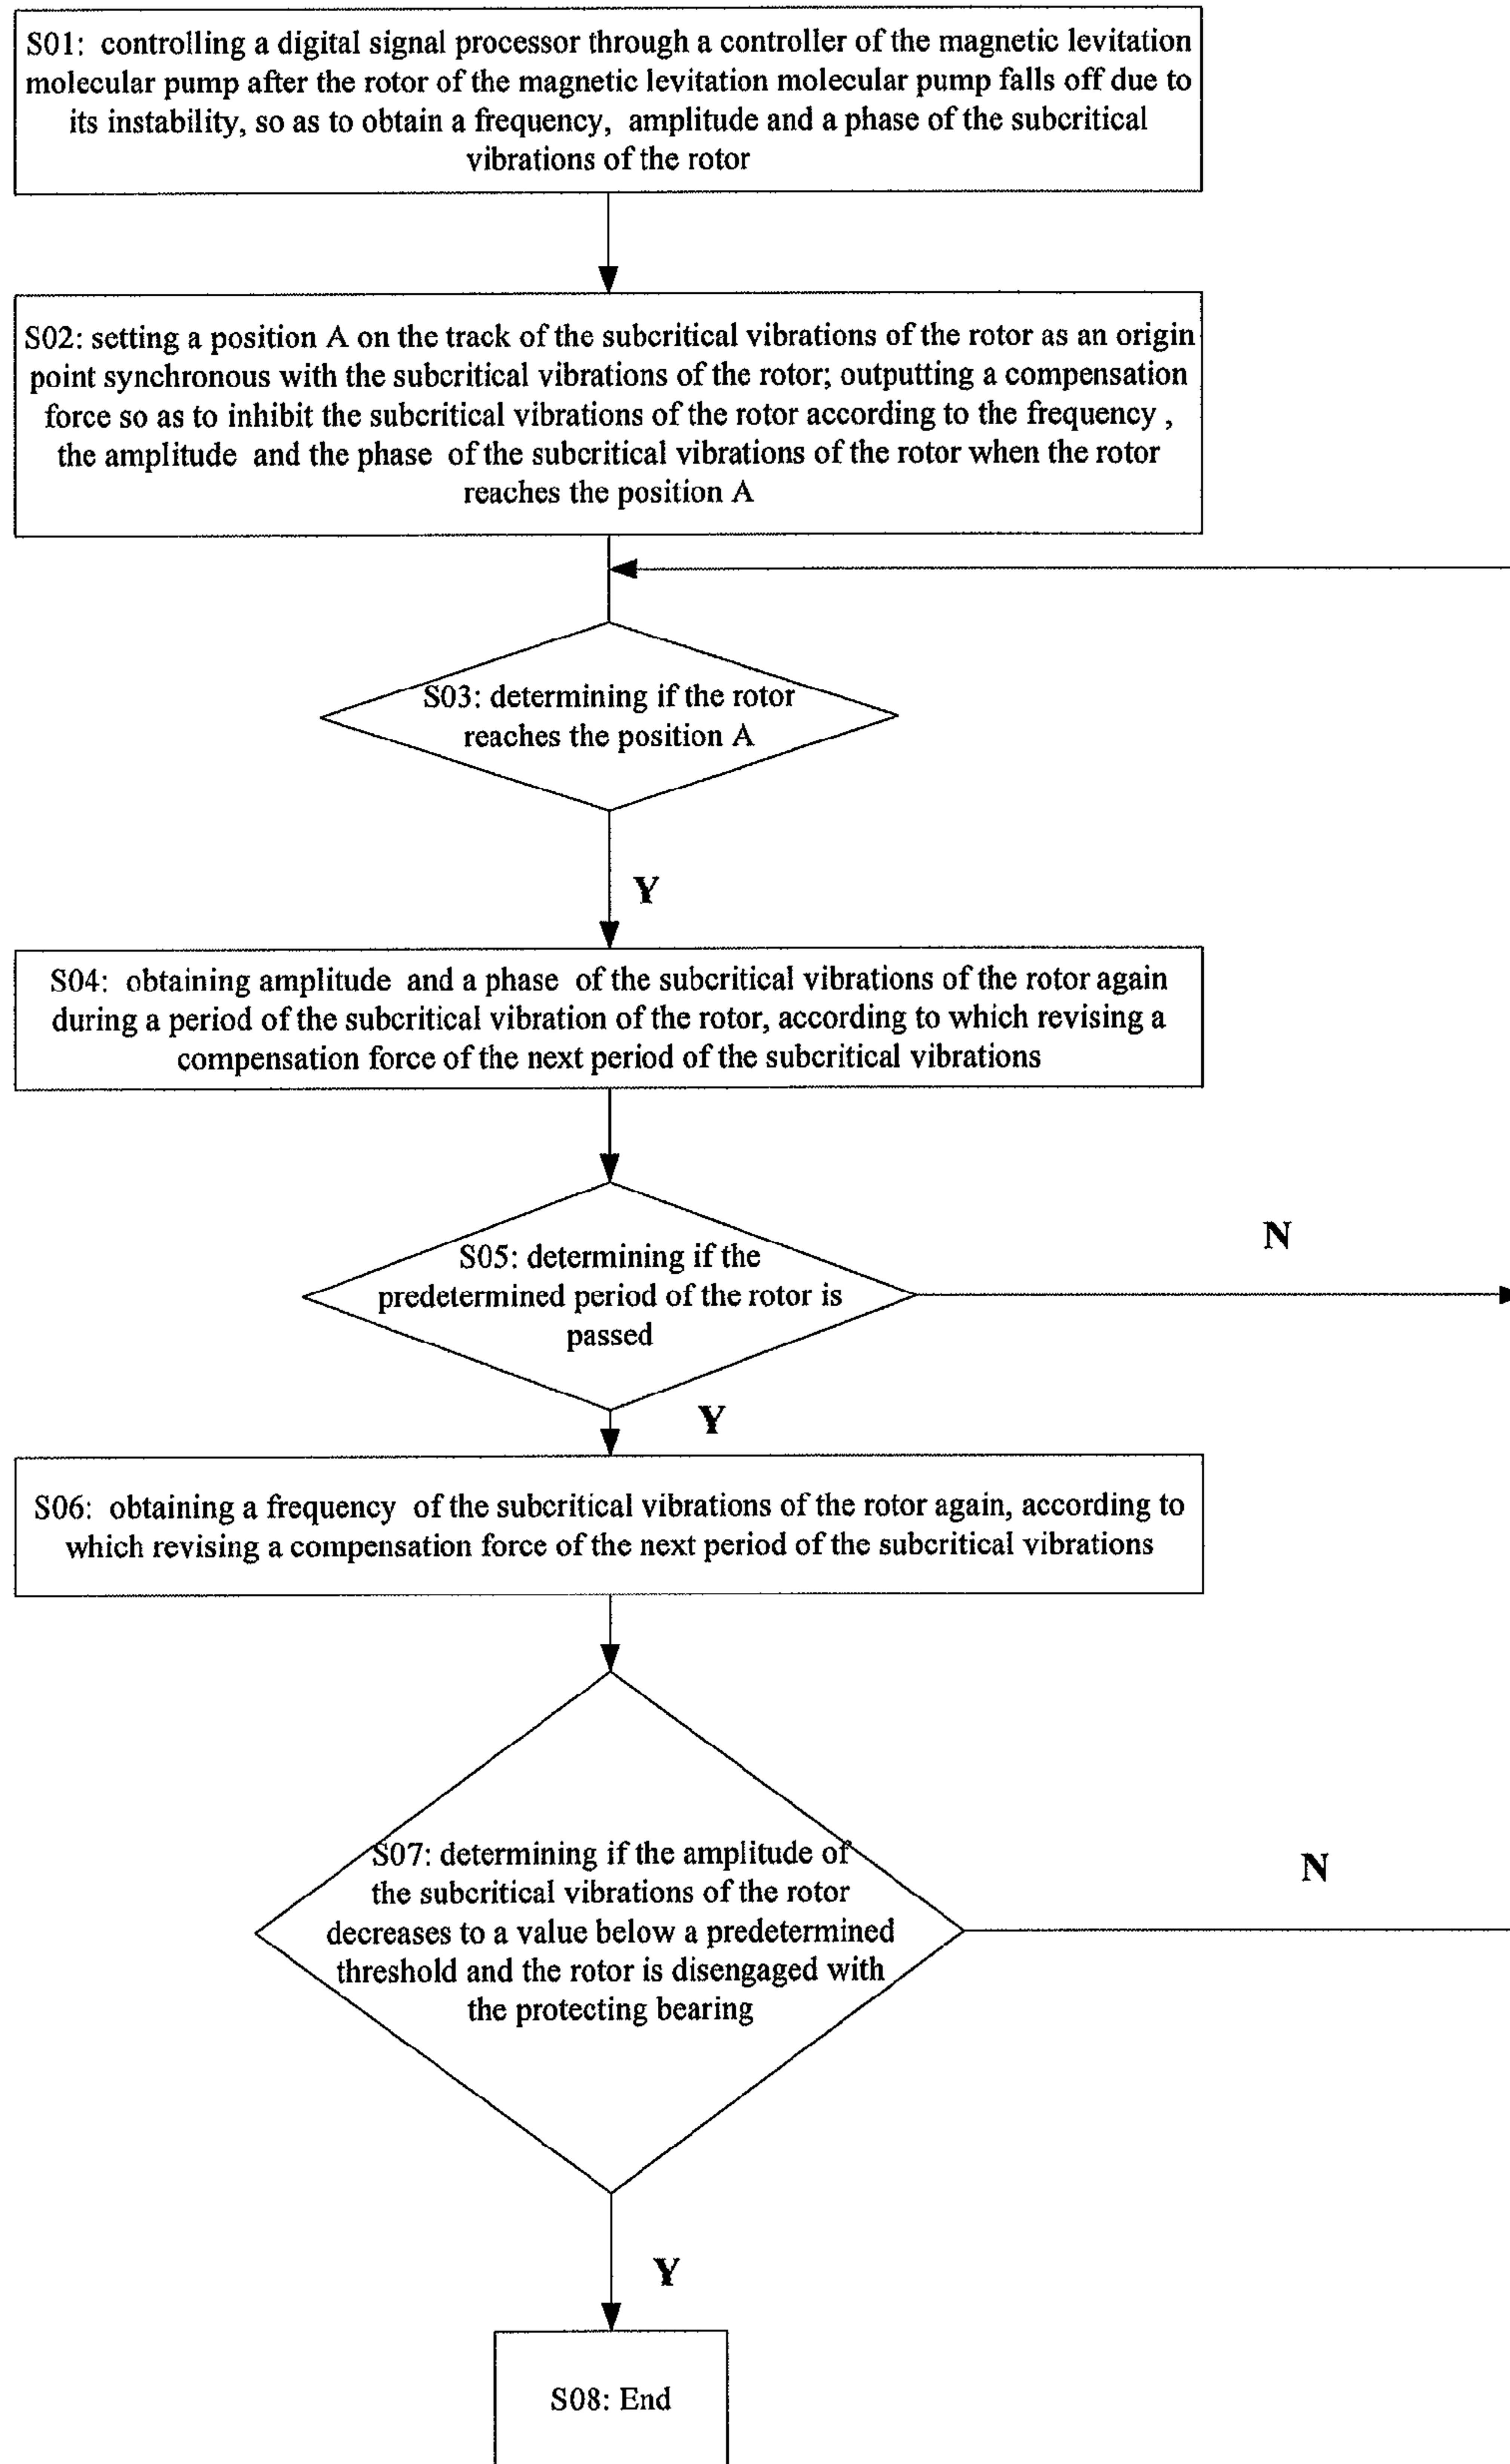 S01: controlling a digital signal processor through a controller of the magnetic levitation
molecular pump after the rotor of the magnetic levitation molecular pump falls off due to
its instability, so as to obtain a frequency, amplitude and a phase of the subcritical
vibrations of the rotor
S02: setting a position A on the track of the subcritical vibrations of the rotor as an origin
point synchronous with the subcritical vibrations of the rotor; outputting a compensation
force so as to inhibit the subcritical vibrations of the rotor according to the frequency ,
the amplitude and the phase of the subcritical vibrations of the rotor when the rotor
reaches the position A
S03: determining if the rotor
reaches the position A
Y
S04: obtaining amplitude and a phase of the subcritical vibrations of the rotor again
during a period of the subcritical vibration of the rotor, according to which revising a
compensation force of the next period of the subcritical vibrations
N
S05: determining if the
predetermined period of the rotor is
passed
Y
S06: obtaining a frequency of the subcritical vibrations of the rotor again, according to
which revising a compensation force of the next period of the subcritical vibrations
S07: determining if the amplitude of
the subcritical vibrations of the rotor
decreases to a value below a predetermined
threshold and the rotor is disengaged with
the protecting bearing
N
Y
S08: End